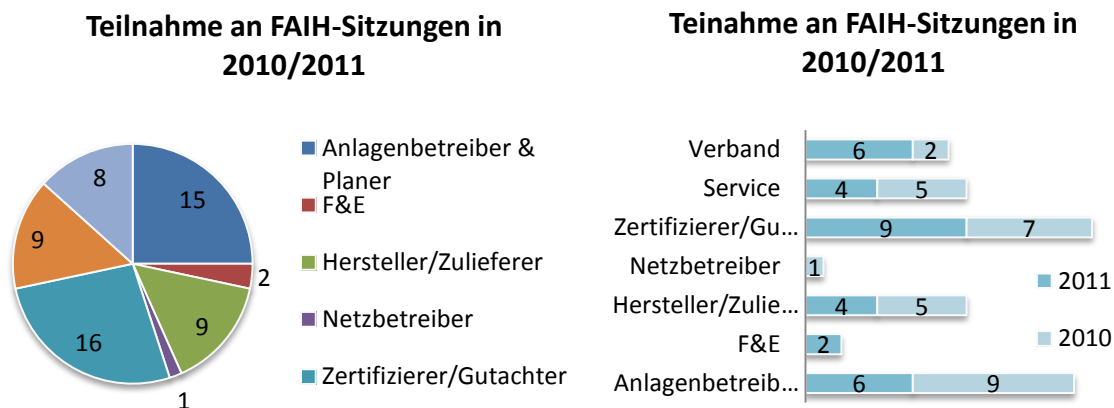 Teilnahme an FAIH-Sitzungen in
2010/2011
8
15
9
2
9
16
1
Anlagenbetreiber &
Planer
F&E
Hersteller/Zulieferer
Netzbetreiber
Zertifizierer/Gutachter
Teinahme an FAIH-Sitzungen in
2010/2011
Verband 6 2
Service 4 5
Zertifizierer/Gu... 9 7
Netzbetreiber 1
Hersteller/Zulie... 4 5
F&E 2
Anlagenbetreib... 6 9
2011
2010